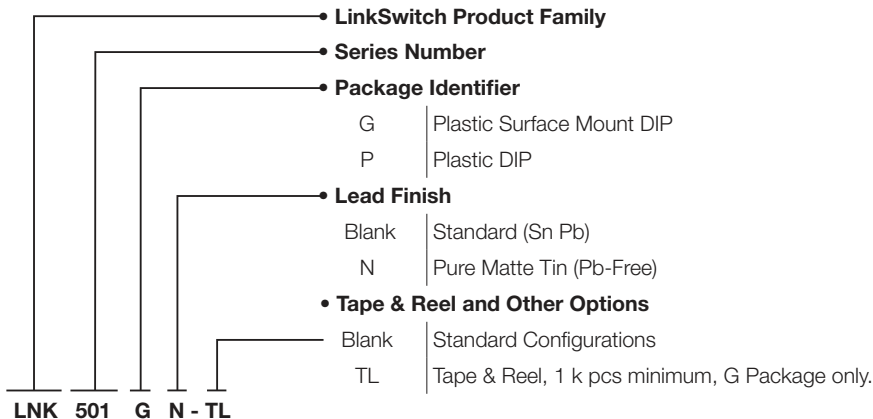 • LinkSwitch Product Family
• Series Number
• Package Identifier
G Plastic Surface Mount DIP
P Plastic DIP
• Lead Finish
Blank Standard (Sn Pb)
N Pure Matte Tin (Pb-Free)
• Tape & Reel and Other Options
Blank Standard Configurations
TL Tape & Reel, 1 k pcs minimum, G Package only.
LNK 501 G N - TL